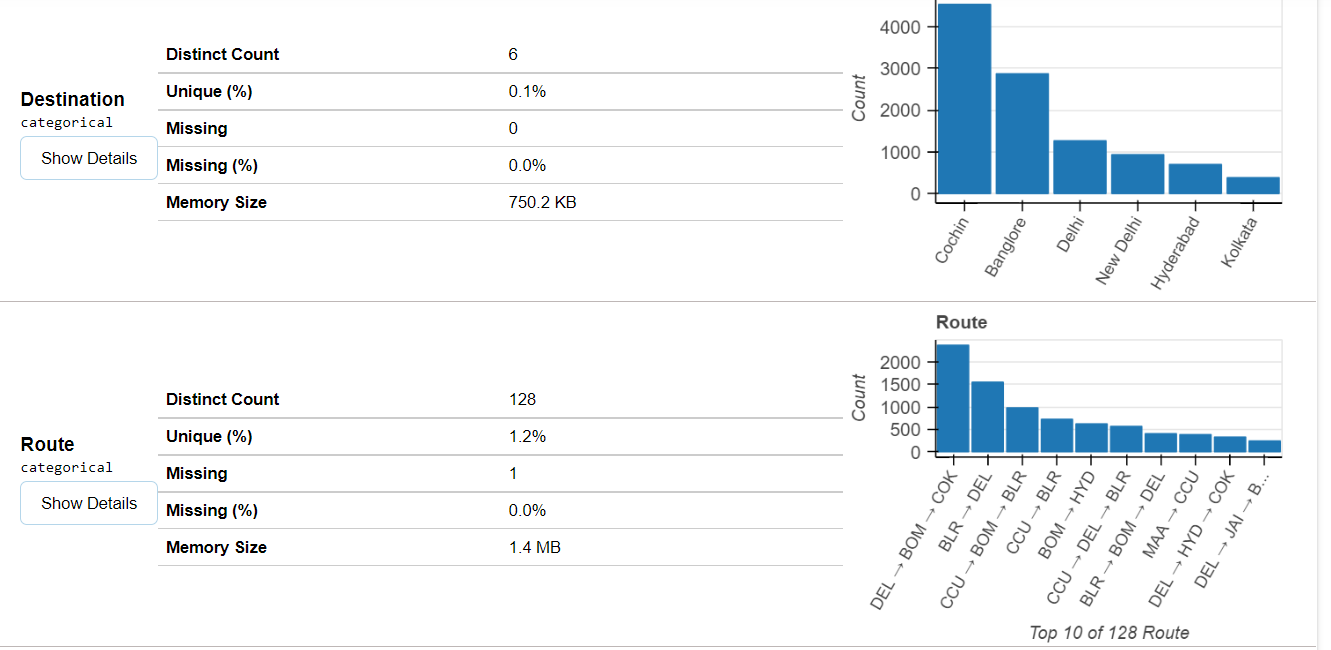 Destination
categorical
Show Details
Distinct Count 6
Unique (%) 0.1%
Missing 0
Missing (%) 0.0%
Memory Size 750.2 KB
Count
4000
3000
2000
1000
0
Cochin
Banglore
Delhi
New Delhi
Hyderabad
Kolkata
Route
categorical
Show Details
Distinct Count 128
Unique (%) 1.2%
Missing 1
Missing (%) 0.0%
Memory Size 1.4 MB
Route
Count
2000
1500
1000
500
0
DEL → BOM → COK
BLR → DEL
CCU → BOM → BLR
CCU → BLR
BOM → HYD
CCU → DEL → BLR
BLR → BOM → DEL
MAA → CCU
DEL → HYD → COK
DEL → JAI → B...
Top 10 of 128 Route